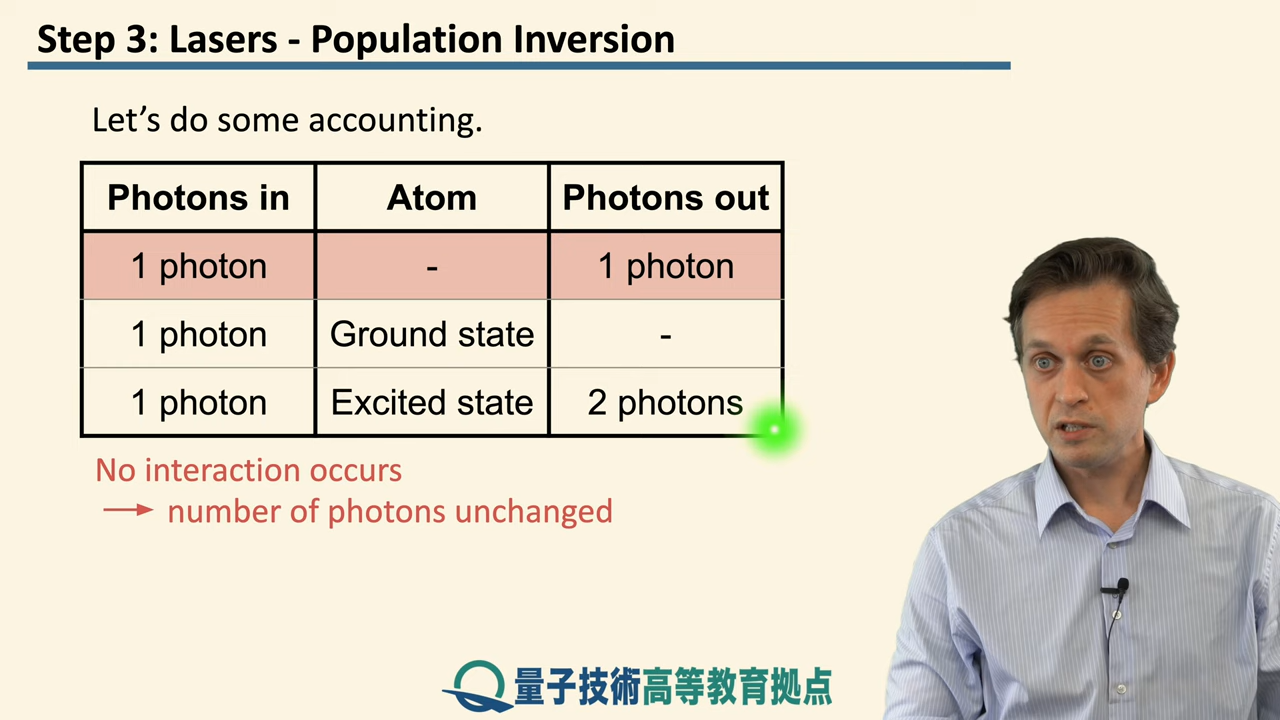 Step 3: Lasers - Population Inversion
Let’s do some accounting.
Photons in Atom Photons out
1 photon - 1 photon
1 photon Ground state -
1 photon Excited state 2 photons
No interaction occurs
→ number of photons unchanged
量子技術高等教育拠点